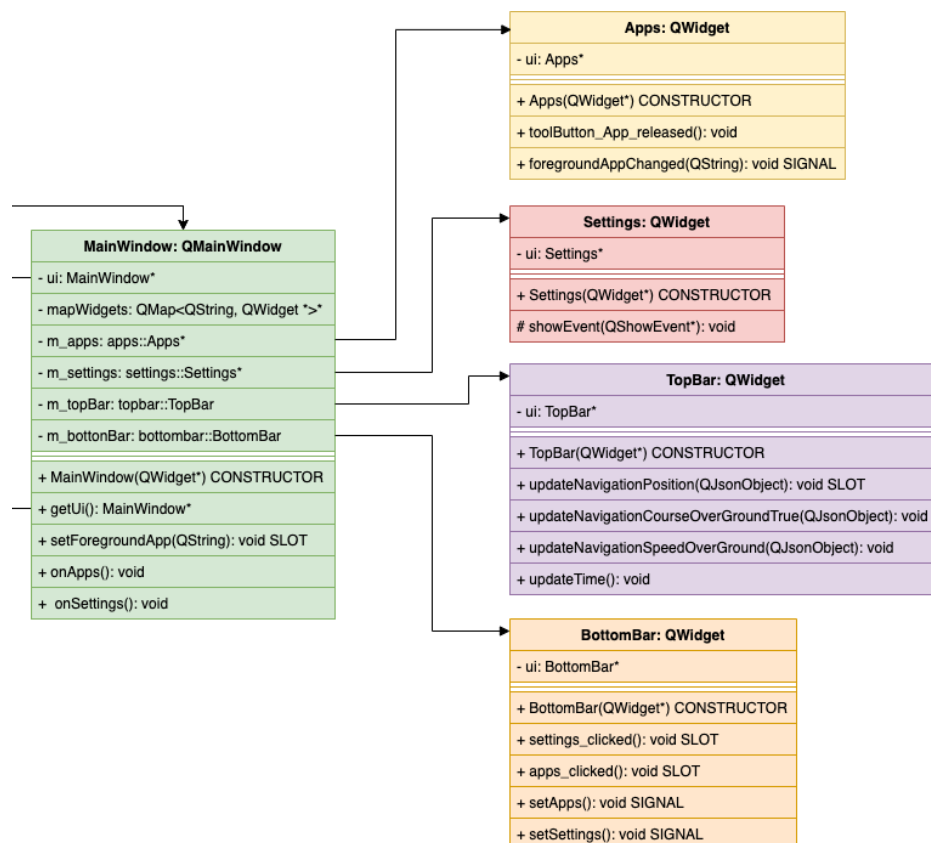 Apps: QWidget
- ui: Apps*
+ Apps(QWidget*) CONSTRUCTOR
+ toolButton_App_released(): void
+ foregroundAppChanged(QString): void SIGNAL
Settings: QWidget
- ui: Settings*
+ Settings(QWidget*) CONSTRUCTOR
# showEvent(QShowEvent*): void
MainWindow: QMainWindow
- ui: MainWindow*
- mapWidgets: QMap<QString, QWidget *>*
- m_apps: apps::Apps*
- m_settings: settings::Settings*
- m_topBar: topbar::TopBar
- m_bottonBar: bottombar::BottomBar
+ MainWindow(QWidget*) CONSTRUCTOR
+ getUi(): MainWindow*
+ setForegroundApp(QString): void SLOT
+ onApps(): void
+ onSettings(): void
TopBar: QWidget
- ui: TopBar*
+ TopBar(QWidget*) CONSTRUCTOR
+ updateNavigationPosition(QJsonObject): void SLOT
+ updateNavigationCourseOverGroundTrue(QJsonObject): void
+ updateNavigationSpeedOverGround(QJsonObject): void
+ updateTime(): void
BottomBar: QWidget
- ui: BottomBar*
+ BottomBar(QWidget*) CONSTRUCTOR
+ settings_clicked(): void SLOT
+ apps_clicked(): void SLOT
+ setApps(): void SIGNAL
+ setSettings(): void SIGNAL